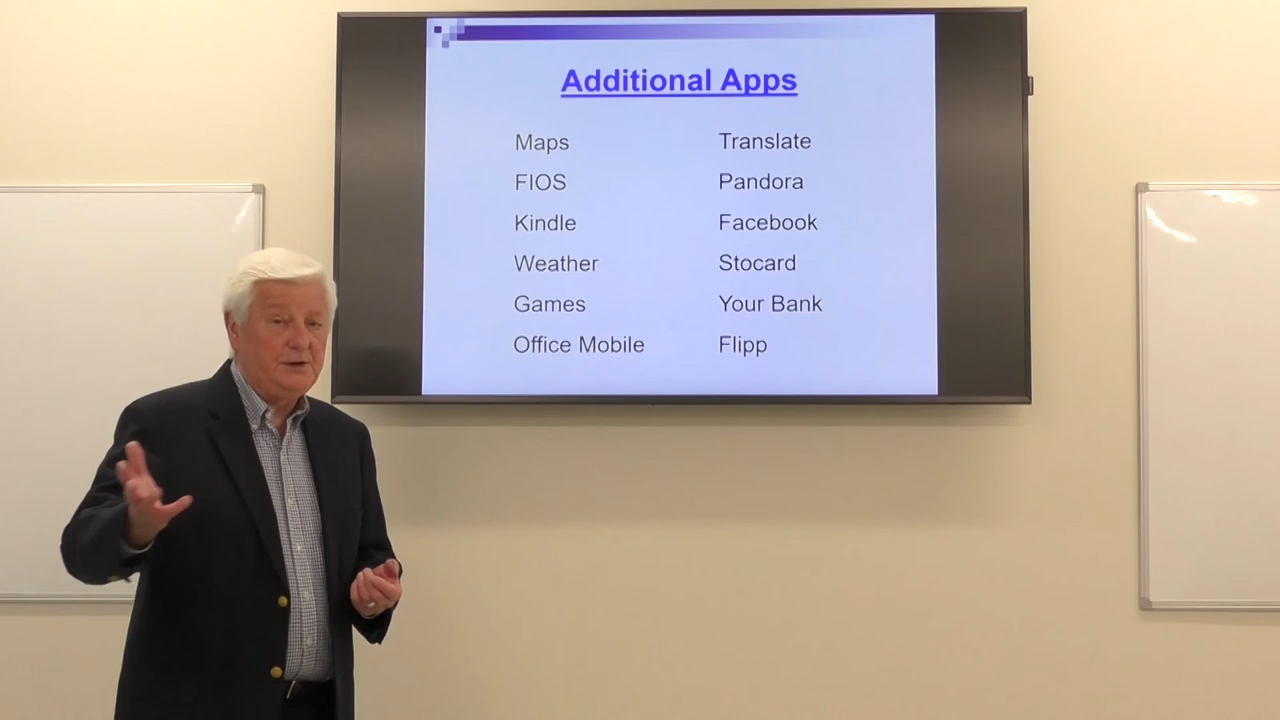 Additional Apps
Maps
FIOS
Kindle
Weather
Games
Office Mobile
Translate
Pandora
Facebook
Stocard
Your Bank
Flipp